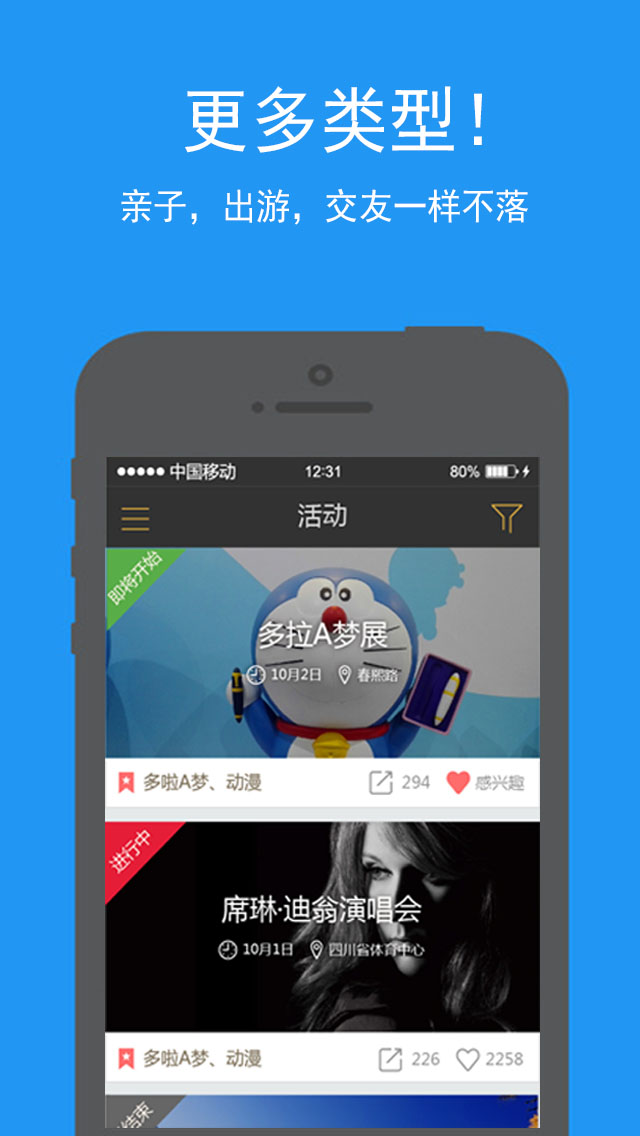 更多类型！
亲子，出游，交友一样不落
中国移动 12:31 80%
活动
即将开始
多拉A梦展
10月2日 春熙路
多啦A梦、动漫 294 感兴趣
进行中
席琳·迪翁演唱会
10月1日 四川省体育中心
多啦A梦、动漫 226 2258
结束